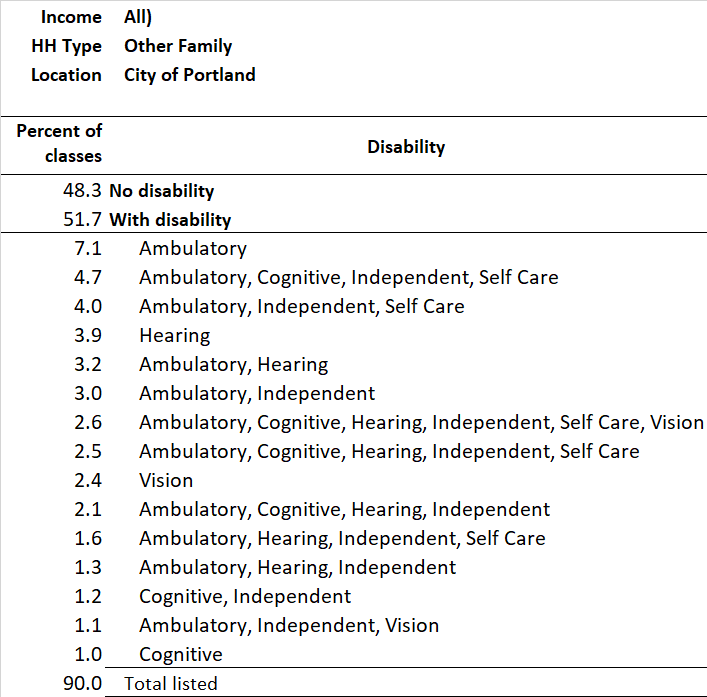 Income All)
HH Type Other Family
Location City of Portland
Percent of classes Disability
48.3 No disability
51.7 With disability
7.1 Ambulatory
4.7 Ambulatory, Cognitive, Independent, Self Care
4.0 Ambulatory, Independent, Self Care
3.9 Hearing
3.2 Ambulatory, Hearing
3.0 Ambulatory, Independent
2.6 Ambulatory, Cognitive, Hearing, Independent, Self Care, Vision
2.5 Ambulatory, Cognitive, Hearing, Independent, Self Care
2.4 Vision
2.1 Ambulatory, Cognitive, Hearing, Independent
1.6 Ambulatory, Hearing, Independent, Self Care
1.3 Ambulatory, Hearing, Independent
1.2 Cognitive, Independent
1.1 Ambulatory, Independent, Vision
1.0 Cognitive
90.0 Total listed